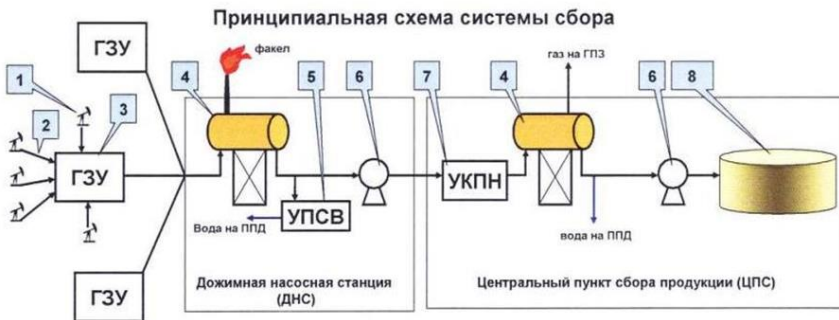 Принципиальная схема системы сбора
ГЗУ
факел
газ на ГПЗ
1
4
5
6
7
4
6
8
2
3
ГЗУ
УКПН
УПСВ
Вода на ППД
вода на ППД
ГЗУ
Дожимная насосная станция
(ДНС)
Центральный пункт сбора продукции (ЦПС)